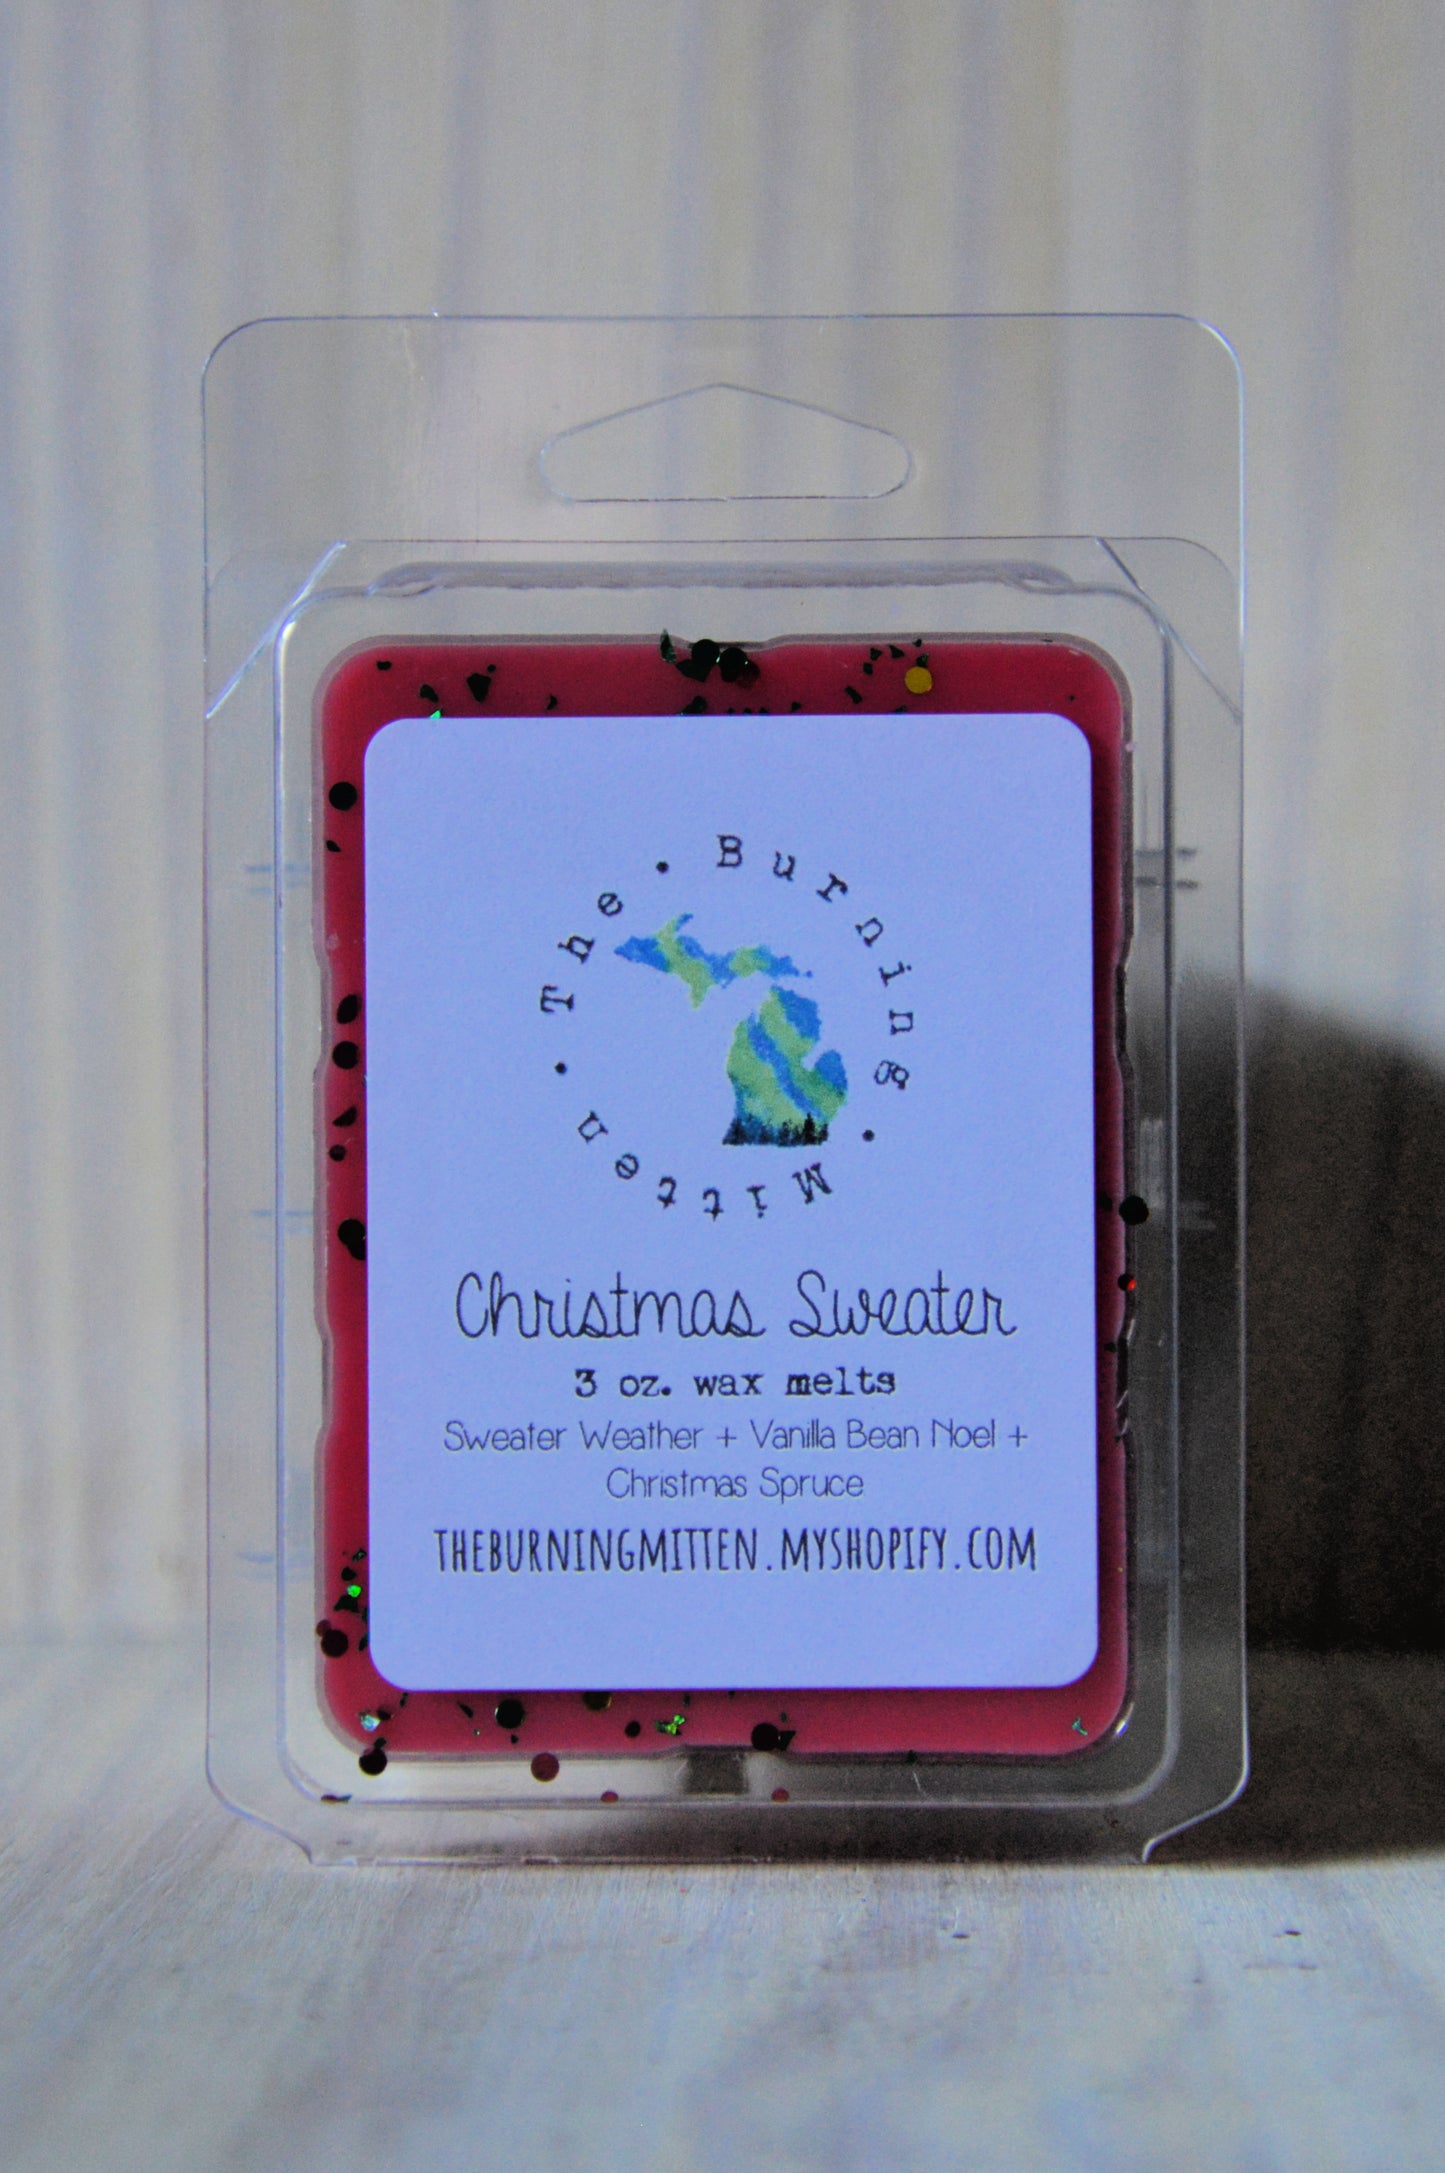 The • Burning • Mitten •
Christmas Sweater
3 oz. wax melts
Sweater Weather + Vanilla Bean Noel +
Christmas Spruce
THEBURNINGMITTEN.MYSHOPIFY.COM